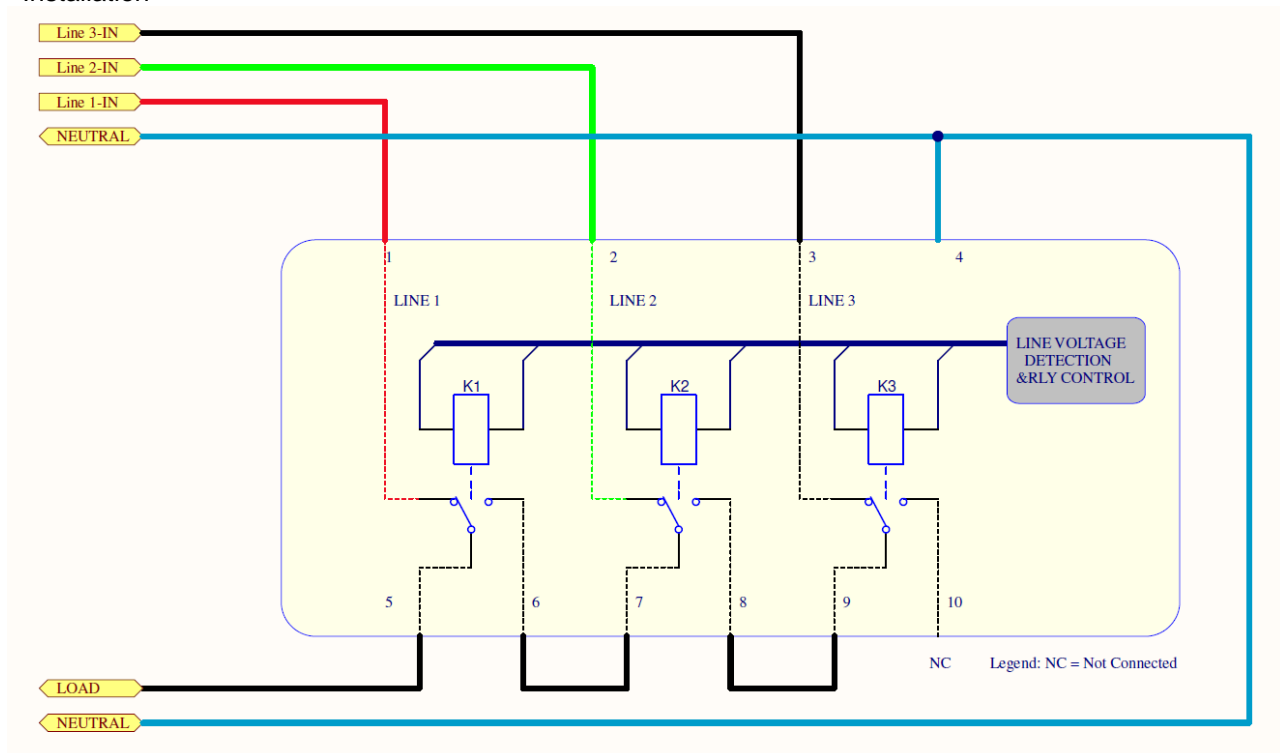 Installation
Line 3-IN
Line 2-IN
Line 1-IN
NEUTRAL
1
2
3
4
LINE 1
LINE 2
LINE 3
LINE VOLTAGE
DETECTION
&RLY CONTROL
K1
K2
K3
5
6
7
8
9
10
NC
Legend: NC = Not Connected
LOAD
NEUTRAL